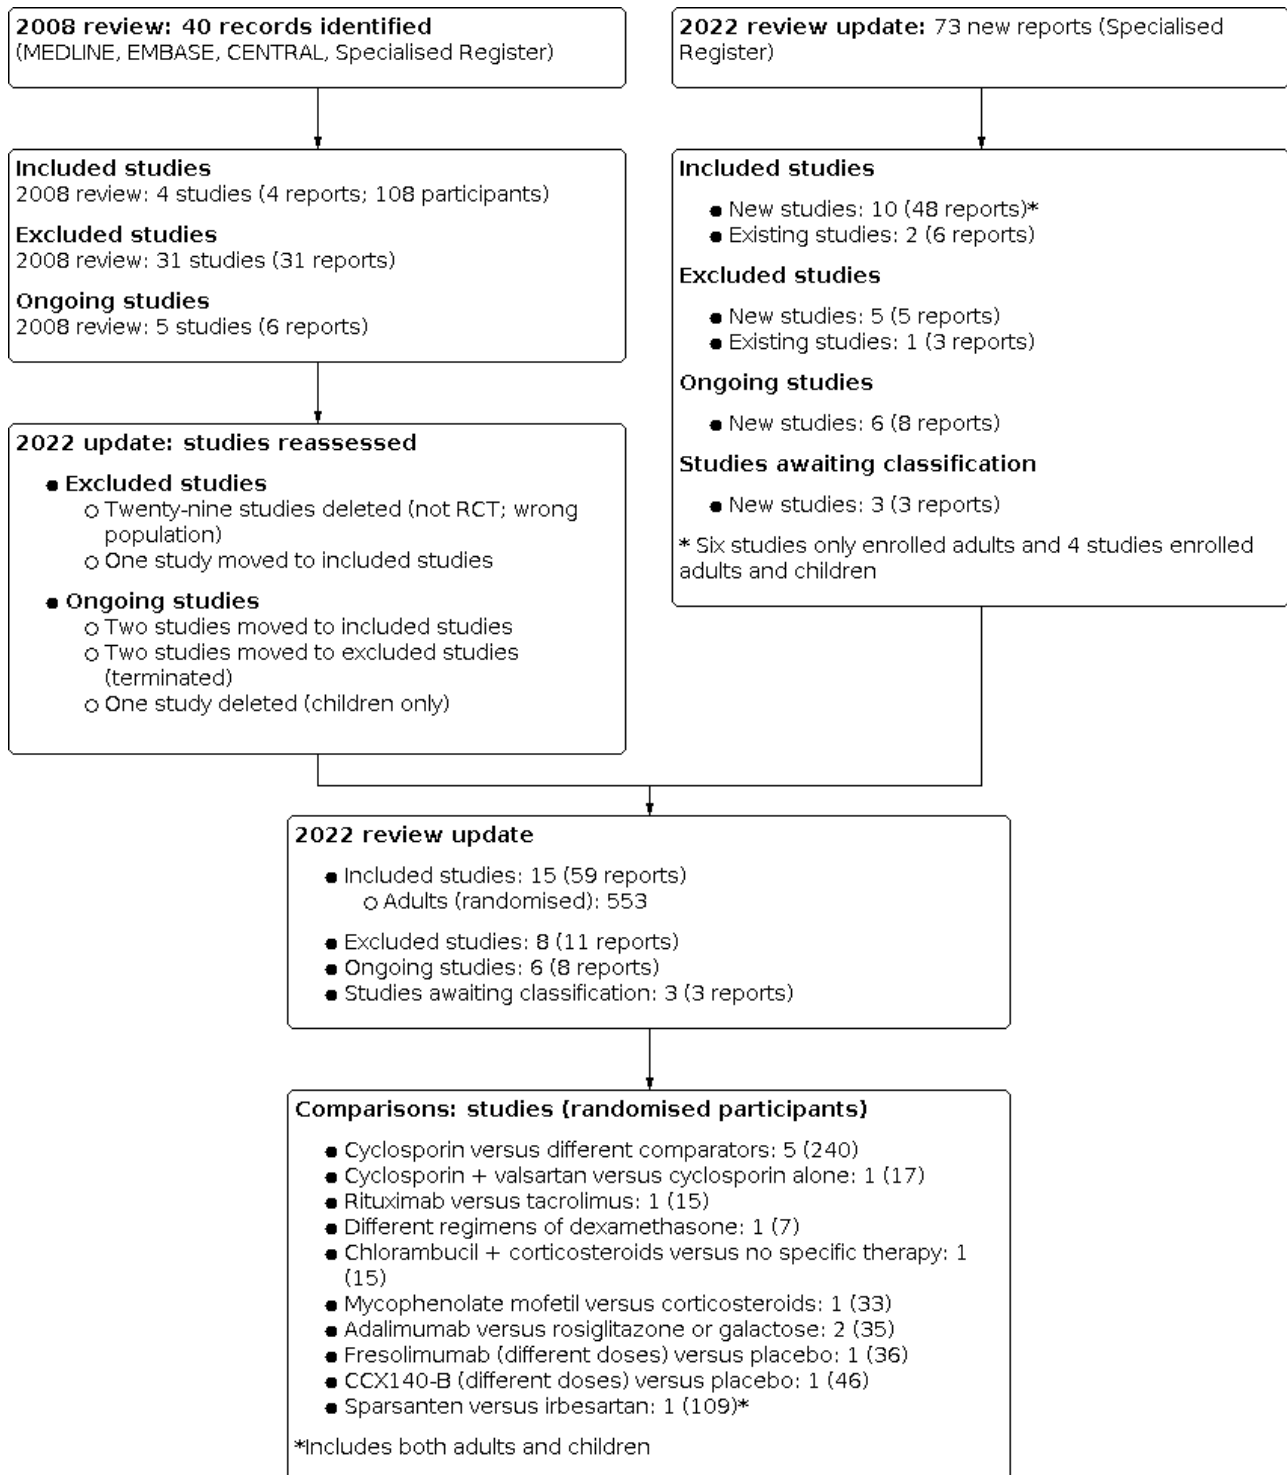 2008 review: 40 records identified
(MEDLINE, EMBASE, CENTRAL, Specialised Register)
2022 review update: 73 new reports (Specialised
Register)
Included studies
2008 review: 4 studies (4 reports; 108 participants)
Excluded studies
2008 review: 31 studies (31 reports)
Ongoing studies
2008 review: 5 studies (6 reports)
Included studies
● New studies: 10 (48 reports)*
● Existing studies: 2 (6 reports)
Excluded studies
● New studies: 5 (5 reports)
● Existing studies: 1 (3 reports)
Ongoing studies
● New studies: 6 (8 reports)
Studies awaiting classification
● New studies: 3 (3 reports)
* Six studies only enrolled adults and 4 studies enrolled
adults and children
2022 update: studies reassessed
● Excluded studies
○ Twenty-nine studies deleted (not RCT; wrong
population)
○ One study moved to included studies
● Ongoing studies
○ Two studies moved to included studies
○ Two studies moved to excluded studies
(terminated)
○ One study deleted (children only)
2022 review update
● Included studies: 15 (59 reports)
○ Adults (randomised): 553
● Excluded studies: 8 (11 reports)
● Ongoing studies: 6 (8 reports)
● Studies awaiting classification: 3 (3 reports)
Comparisons: studies (randomised participants)
● Cyclosporin versus different comparators: 5 (240)
● Cyclosporin + valsartan versus cyclosporin alone: 1 (17)
● Rituximab versus tacrolimus: 1 (15)
● Different regimens of dexamethasone: 1 (7)
● Chlorambucil + corticosteroids versus no specific therapy: 1
(15)
● Mycophenolate mofetil versus corticosteroids: 1 (33)
● Adalimumab versus rosiglitazone or galactose: 2 (35)
● Fresolimumab (different doses) versus placebo: 1 (36)
● CCX140-B (different doses) versus placebo: 1 (46)
● Sparsanten versus irbesartan: 1 (109)*
*Includes both adults and children